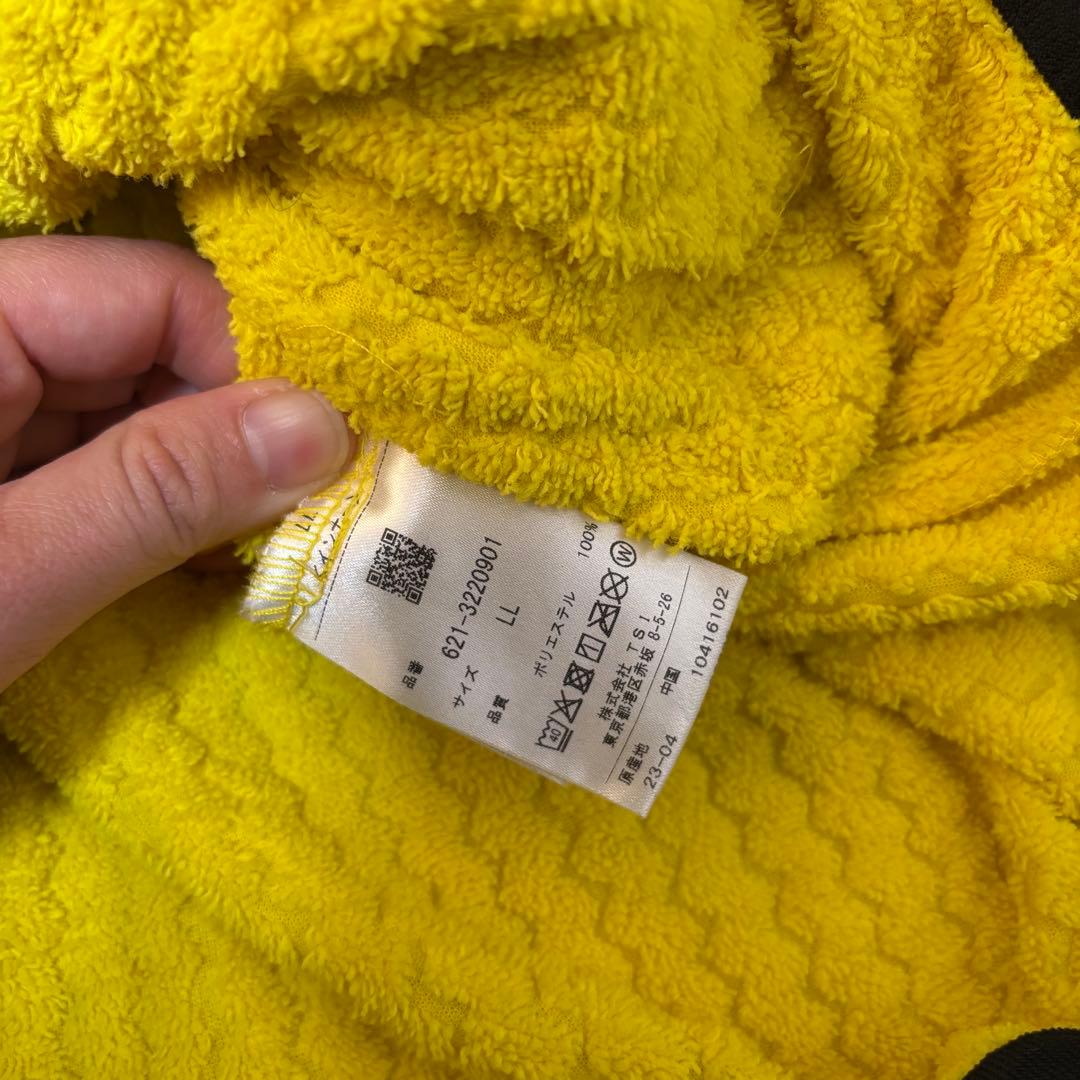 品番
621-3220901
サイズ LL
品質
ポリエステル 100%
40
W
株式会社 TSI
東京都港区赤坂 8-5-26
原産地 中国
23-04 10416102